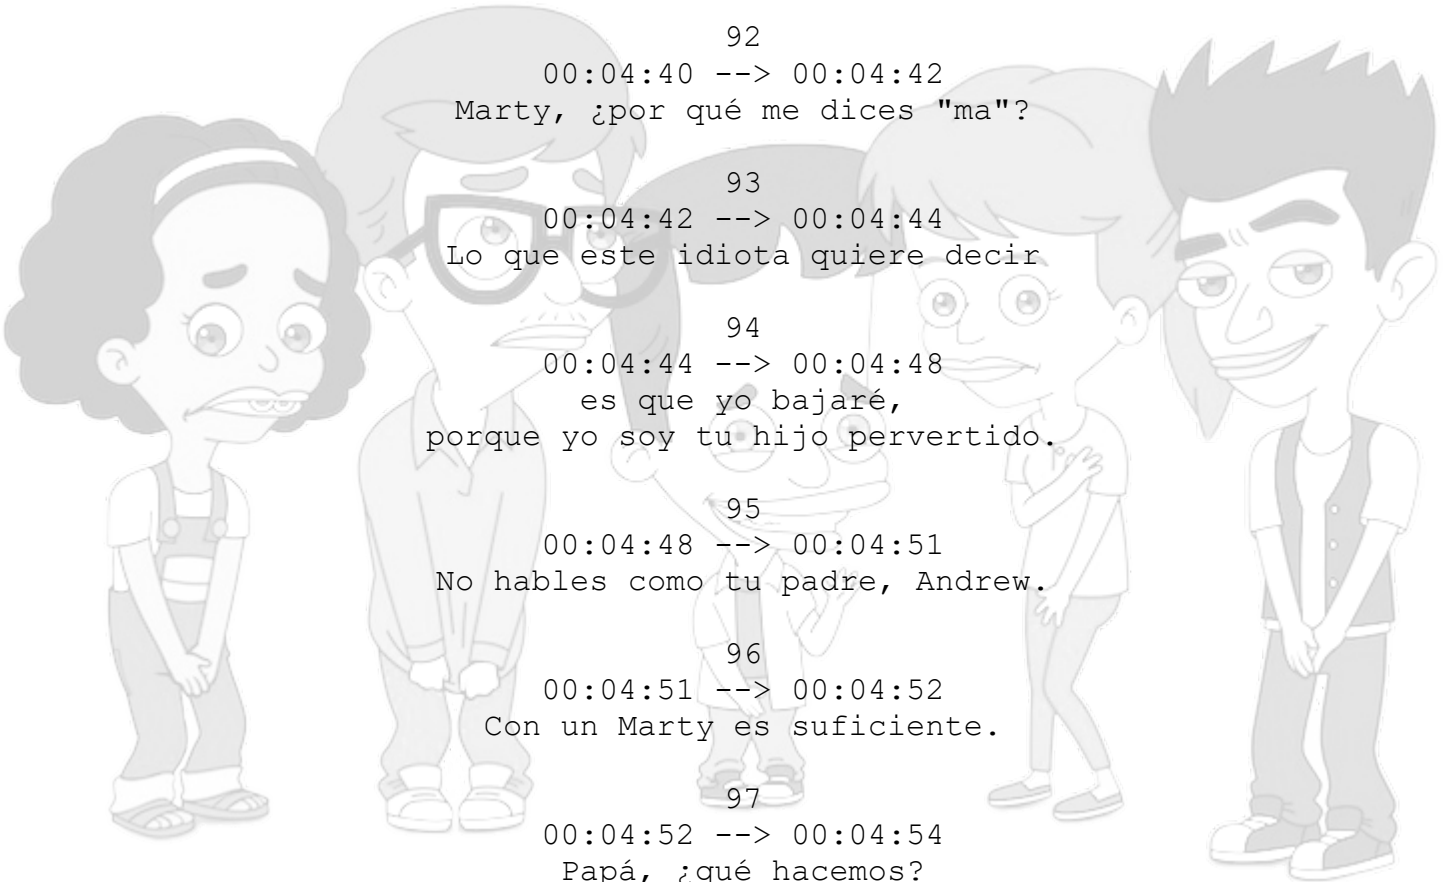 92
00:04:40 --> 00:04:42
Marty, ¿por qué me dices "ma"?
93
00:04:42 --> 00:04:44
Lo que este idiota quiere decir
94
00:04:44 --> 00:04:48
es que yo bajaré,
porque yo soy tu hijo pervertido.
95
00:04:48 --> 00:04:51
No hables como tu padre, Andrew.
96
00:04:51 --> 00:04:52
Con un Marty es suficiente.
97
00:04:52 --> 00:04:54
Papá, ¿qué hacemos?